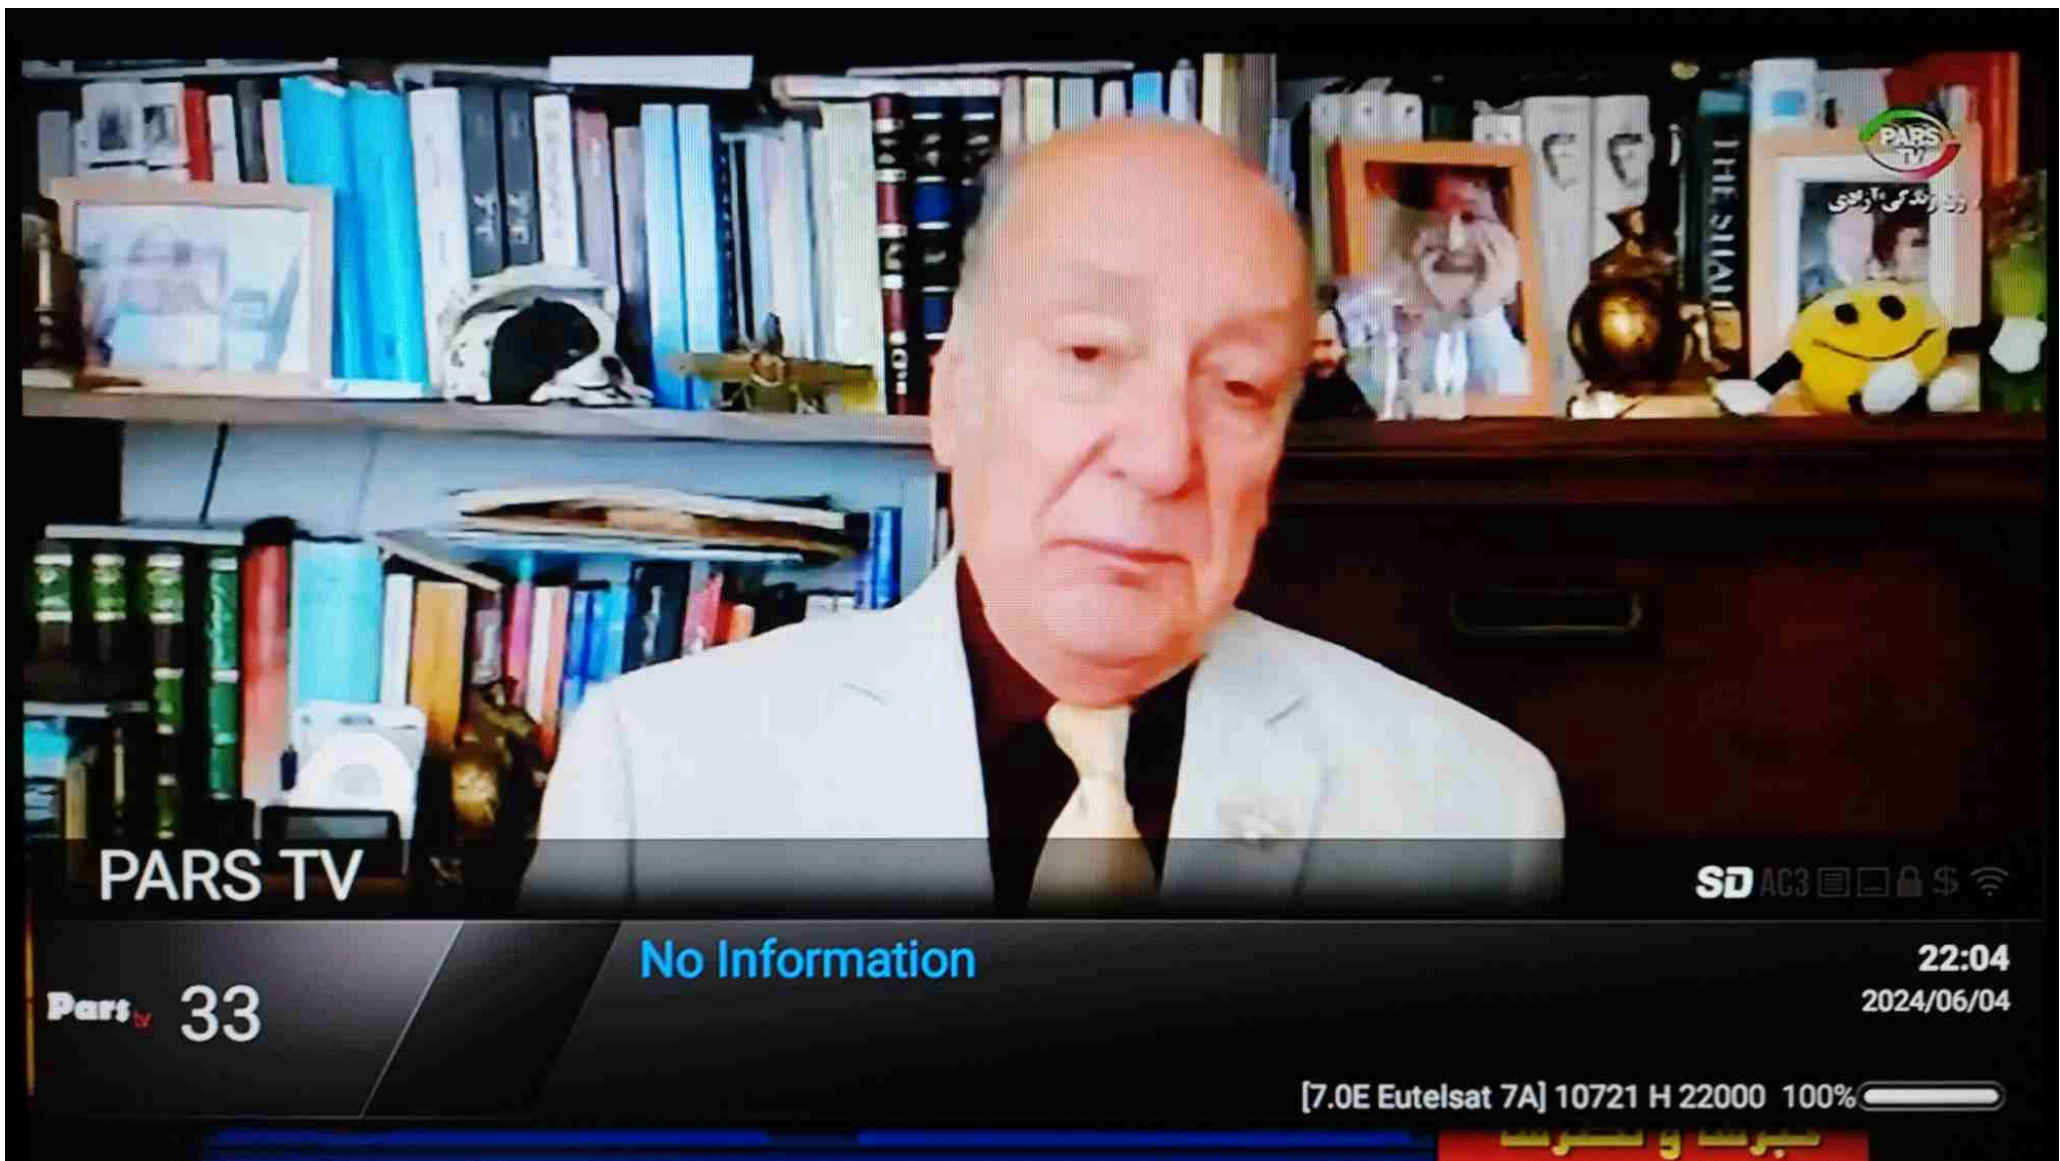 PARS
TV
زن، زندگی، آزادی
THE SHAH
PARS TV
SD AC3 $
Pars tv 33
No Information
22:04
2024/06/04
[7.0E Eutelsat 7A] 10721 H 22000 100%